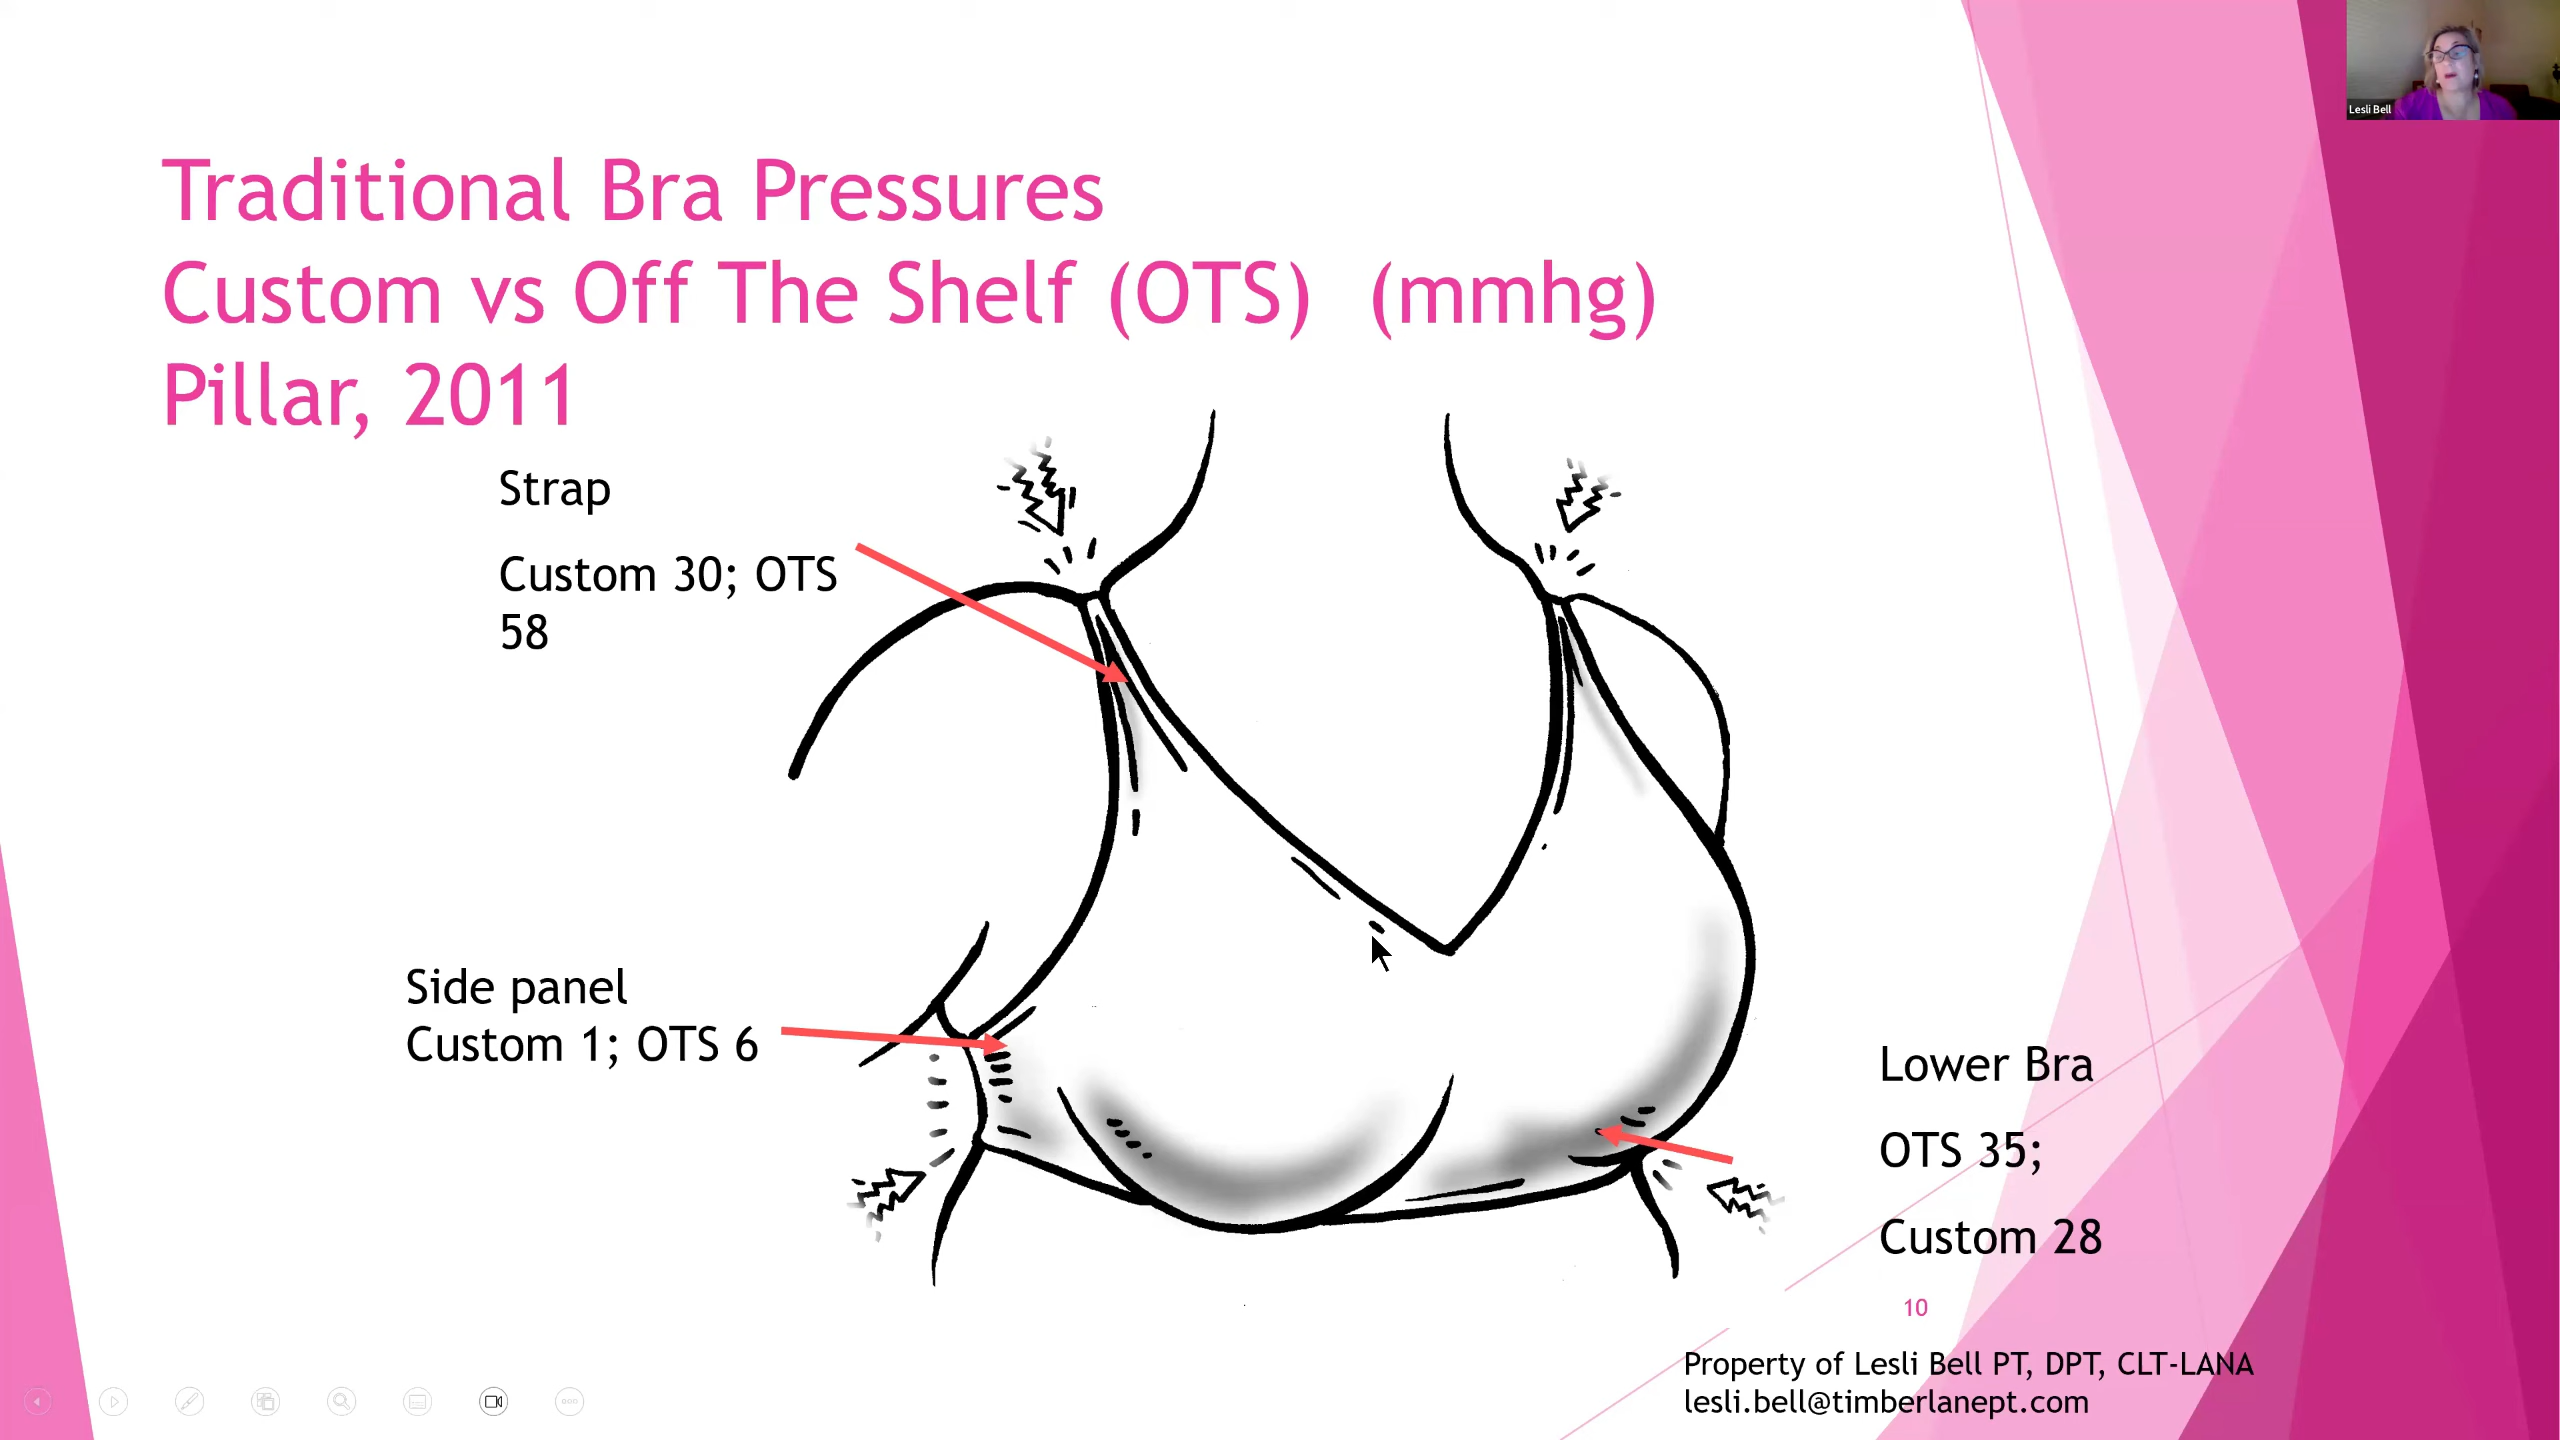 Lesli Bell
Traditional Bra Pressures
Custom vs Off The Shelf (OTS)  (mmhg)
Pillar, 2011
Strap
Custom 30; OTS
58
Side panel
Custom 1; OTS 6
Lower Bra
OTS 35;
Custom 28
10
Property of Lesli Bell PT, DPT, CLT-LANA
lesli.bell@timberlanept.com